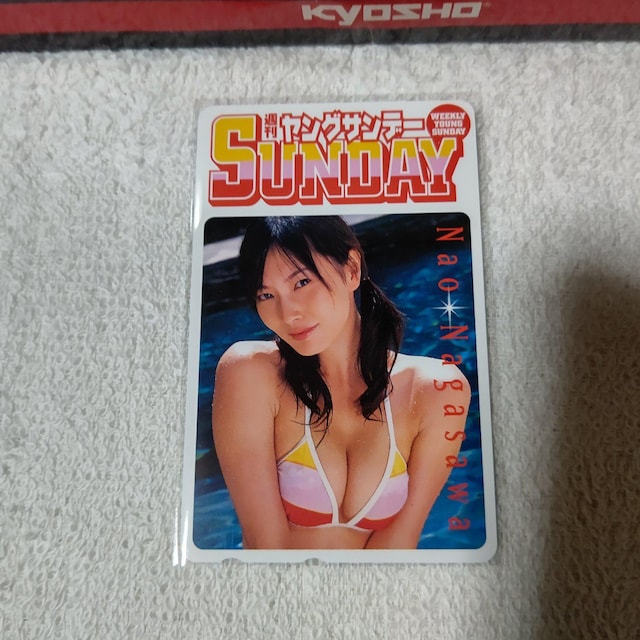 KYOSHO
週刊
ヤングサンデー
WEEKLY
YOUNG
SUNDAY
SUNDAY
Nao Nagasawa